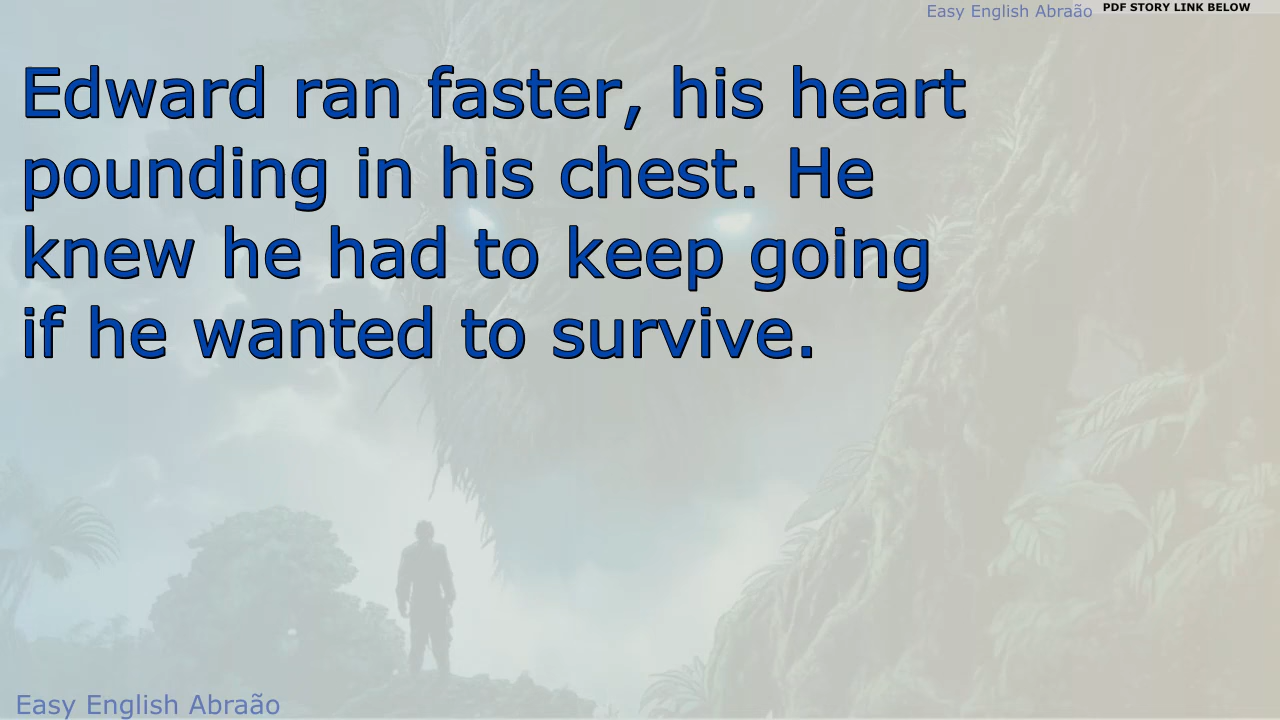 Easy English Abraão PDF STORY LINK BELOW
Edward ran faster, his heart
pounding in his chest. He
knew he had to keep going
if he wanted to survive.
Easy English Abraão